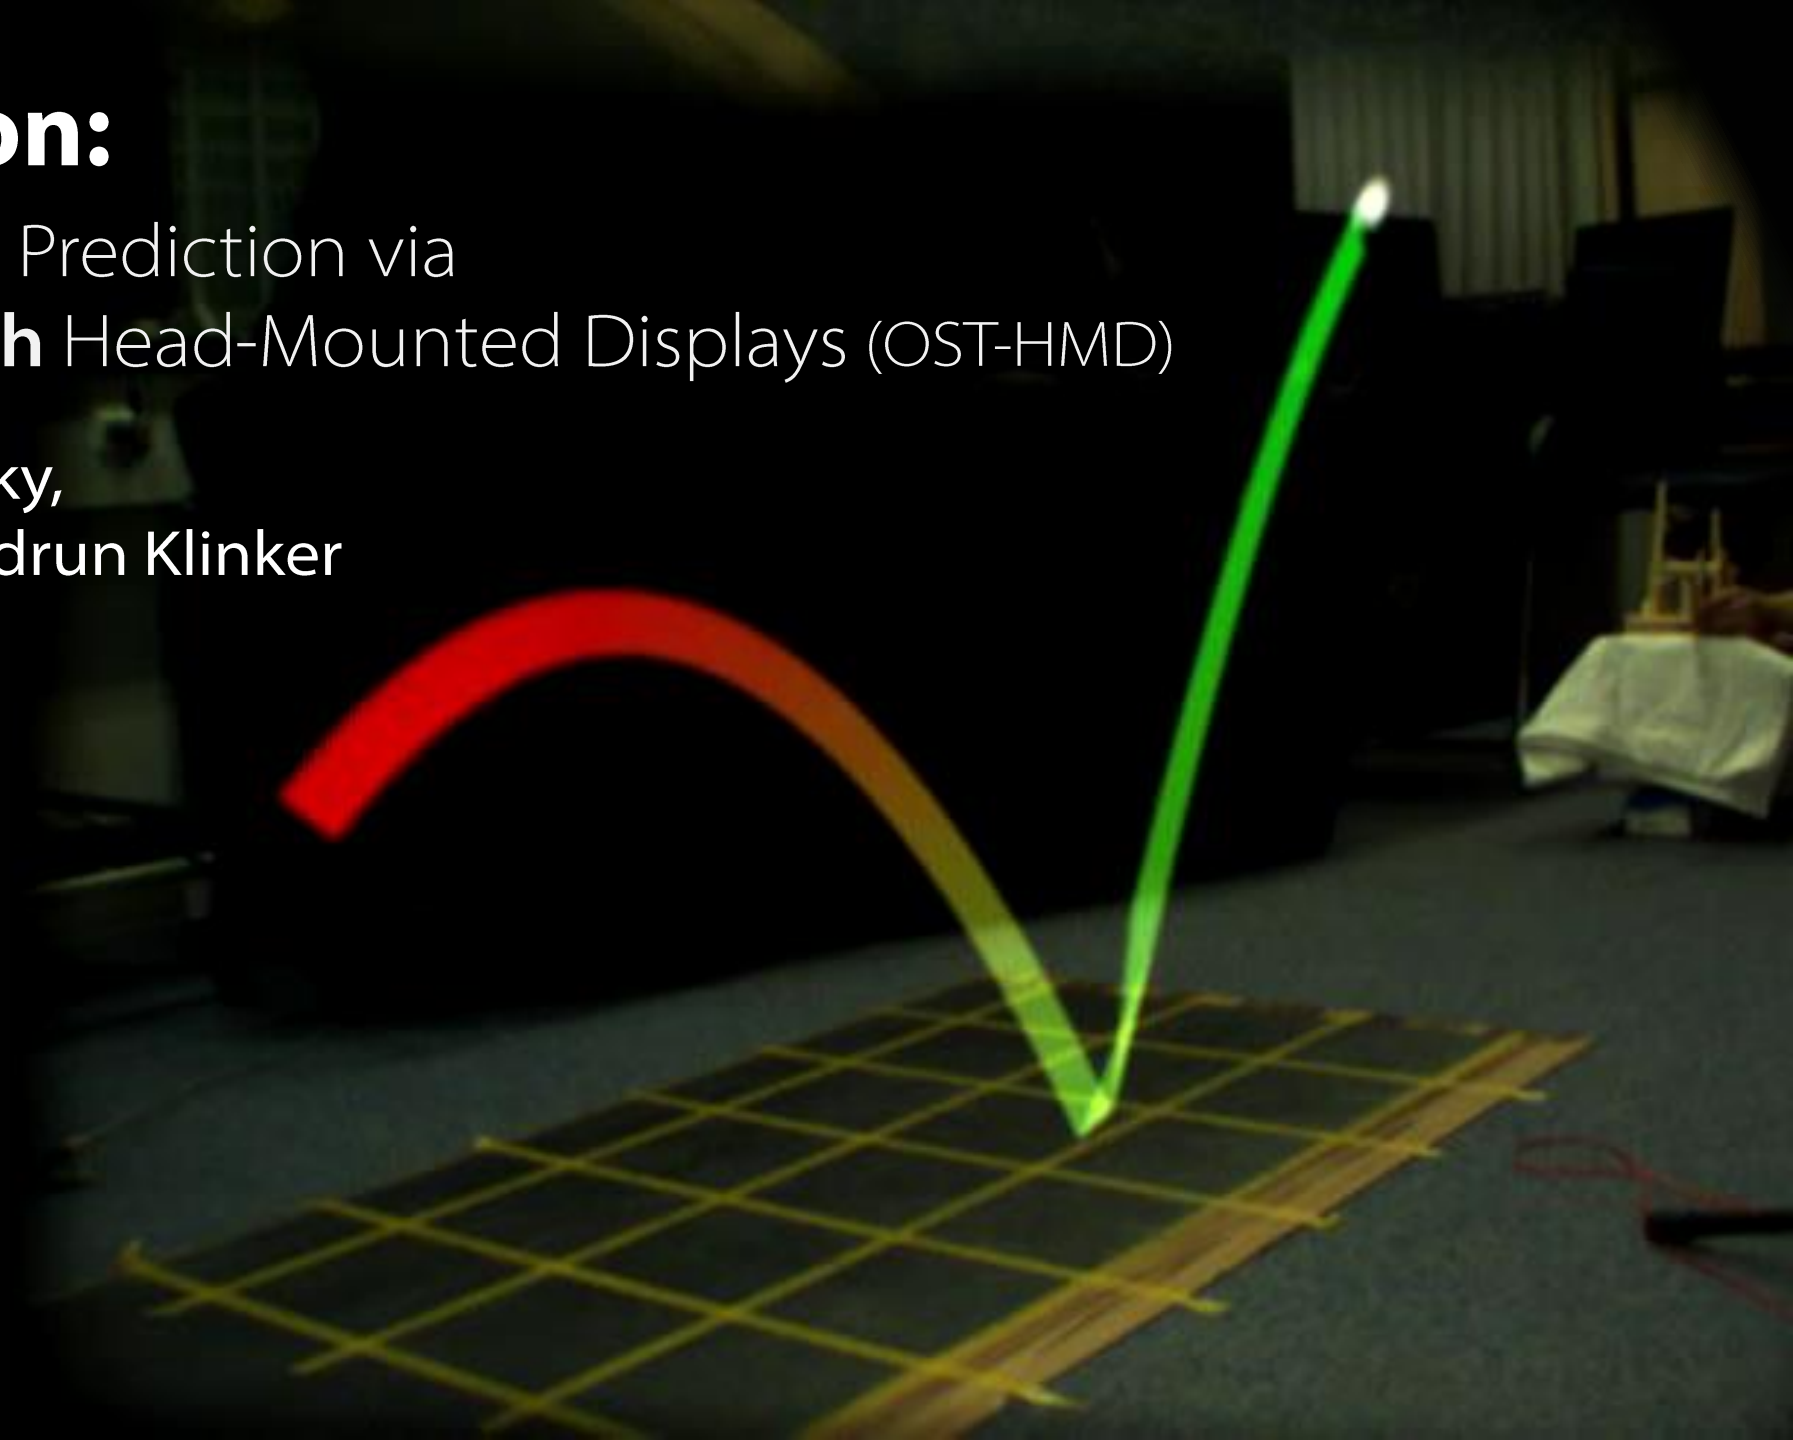 on:
Prediction via
h Head-Mounted Displays (OST-HMD)
ky,
drun Klinker